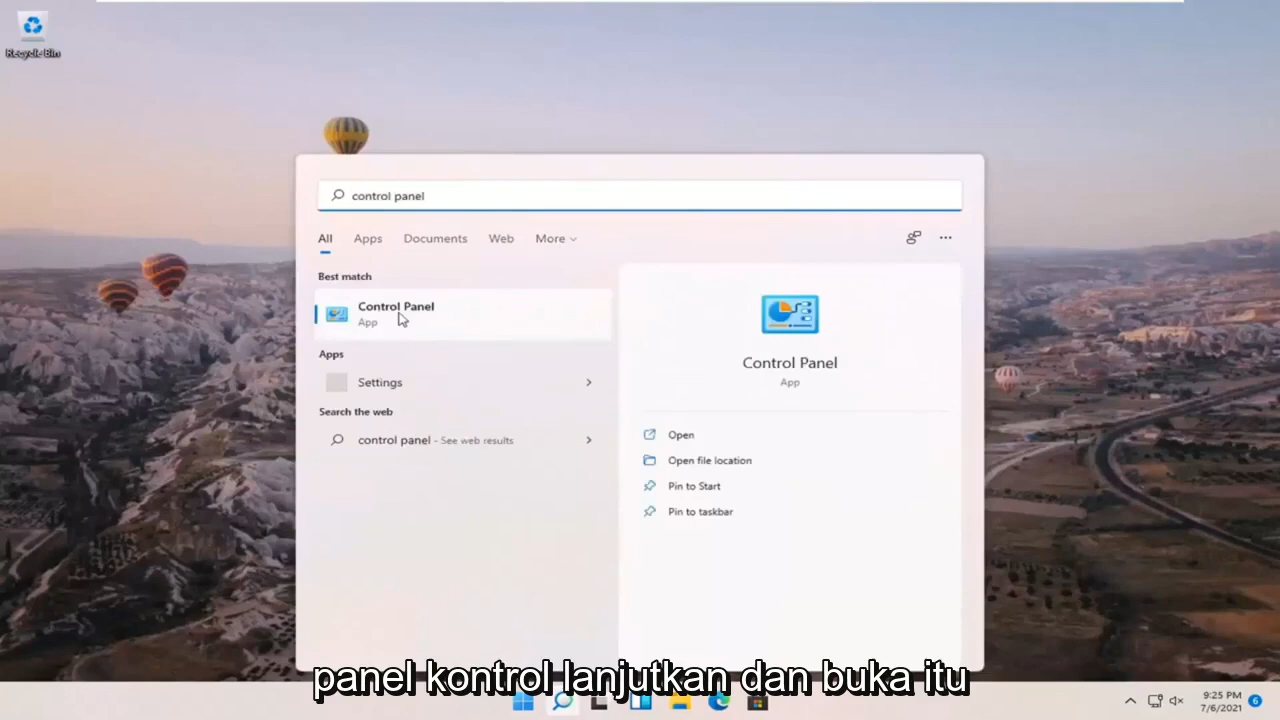 Recycle Bin
control panel
All Apps Documents Web More
Best match
Control Panel
App
Apps
Settings
Search the web
control panel - See web results
Control Panel
App
Open
Open file location
Pin to Start
Pin to taskbar
panel kontrol lanjutkan dan buka itu
9:25 PM
7/6/2021
6